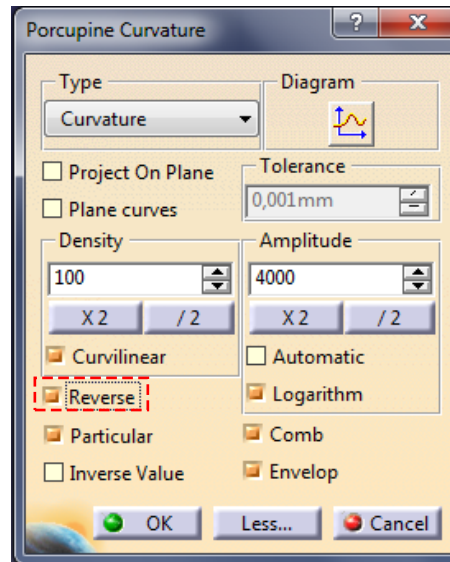 Porcupine Curvature
?
X
Type
Diagram
Curvature
Project On Plane
Plane curves
Tolerance
0,001mm
Density
100
X 2
/ 2
Curvilinear
Amplitude
4000
X 2
/ 2
Automatic
Logarithm
Reverse
Particular
Comb
Inverse Value
Envelop
OK
Less...
Cancel